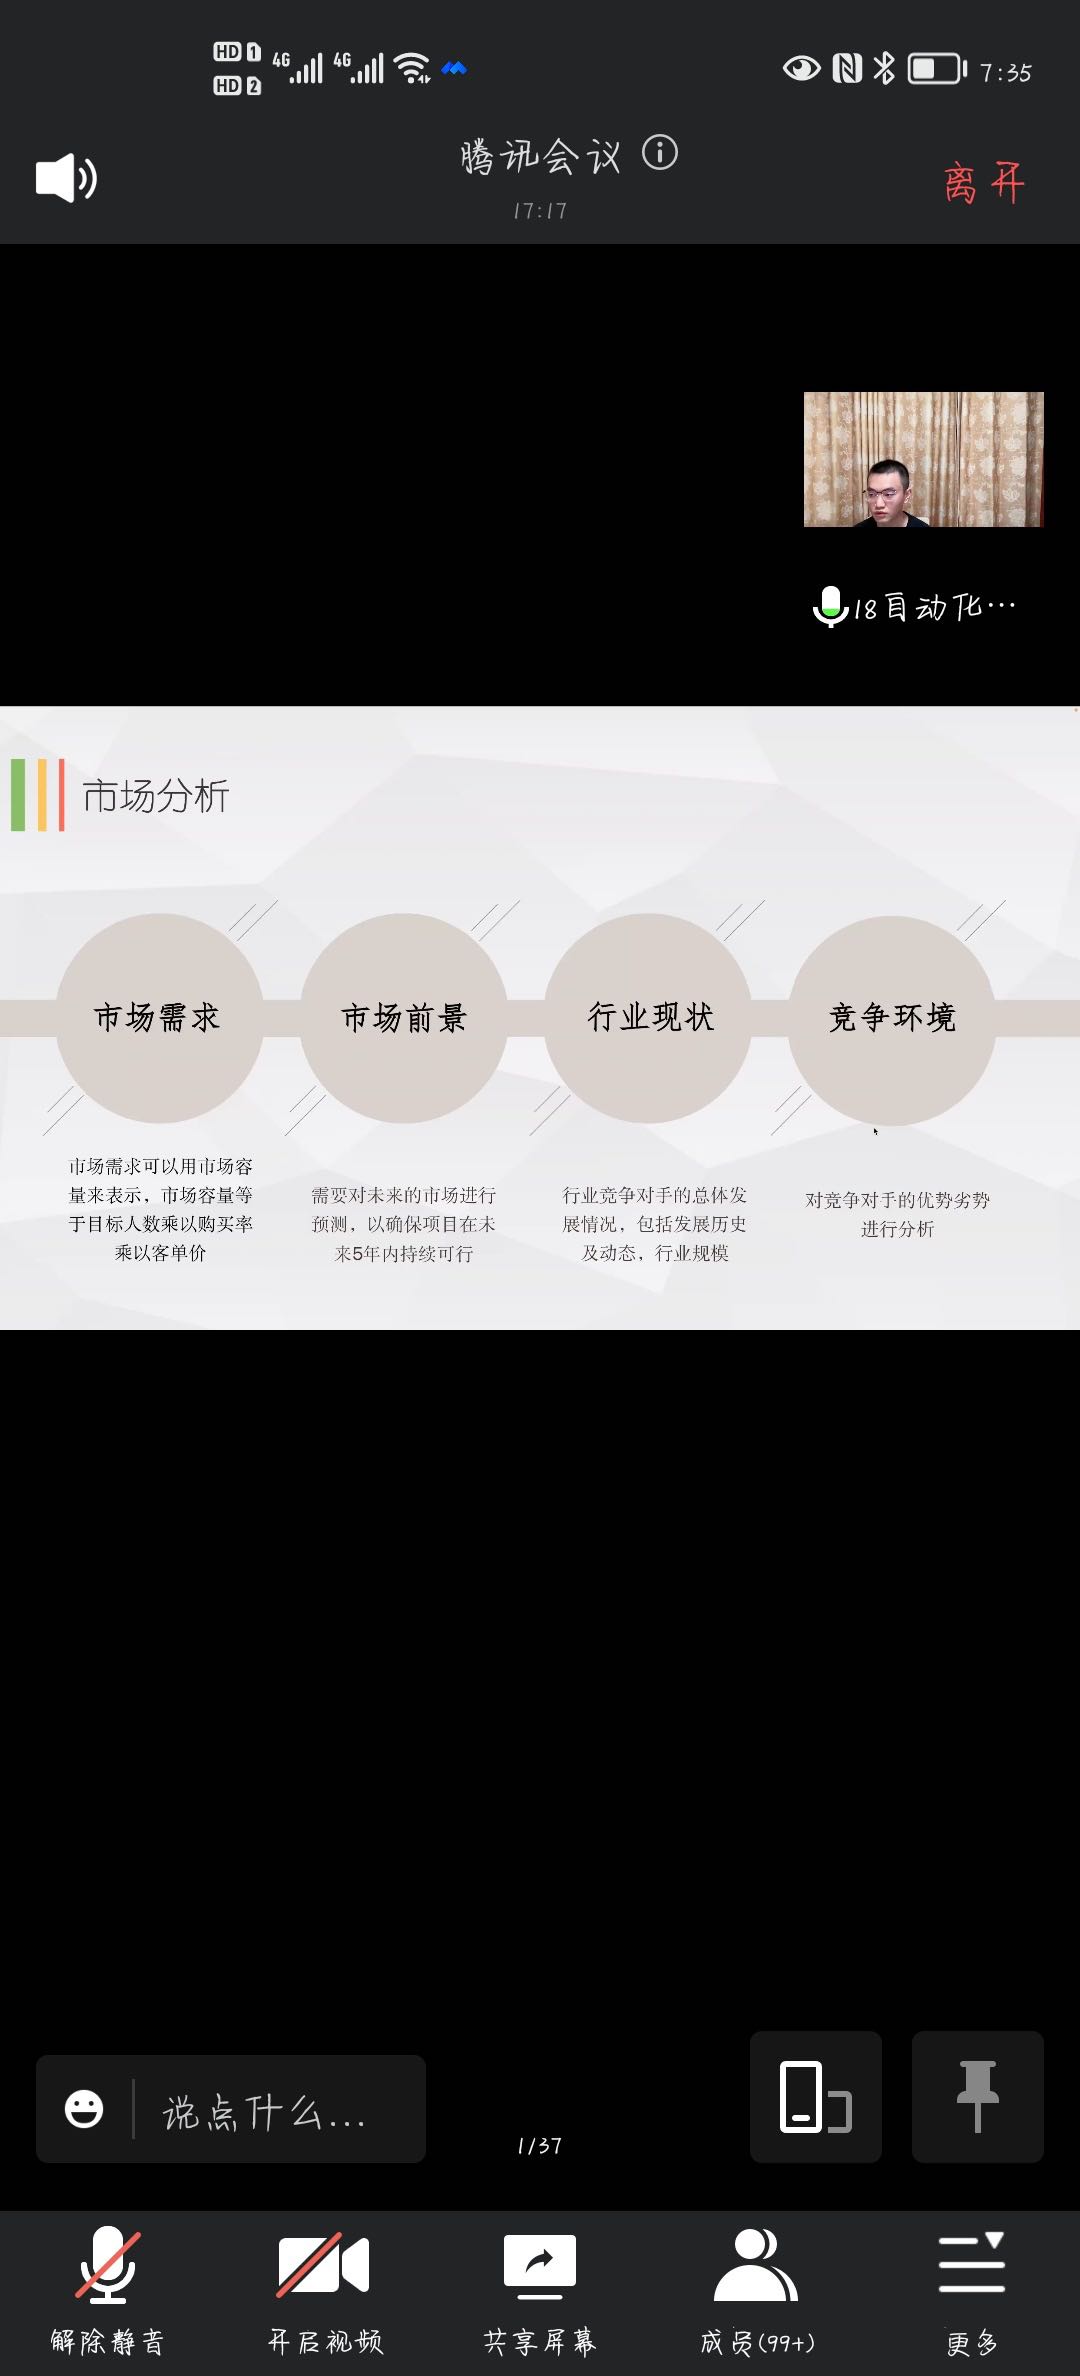 HD 1
HD 2
4G
4G
7:35
腾讯会议
17:17
离开
18自动化…
市场分析
市场需求
市场前景
行业现状
竞争环境
市场需求可以用市场容
量来表示，市场容量等
于目标人数乘以购买率
乘以客单价
需要对未来的市场进行
预测，以确保项目在未
来5年内持续可行
行业竞争对手的总体发
展情况，包括发展历史
及动态，行业规模
对竞争对手的优势劣势
进行分析
说点什么...
1/37
解除静音
开启视频
共享屏幕
成员(99+)
更多